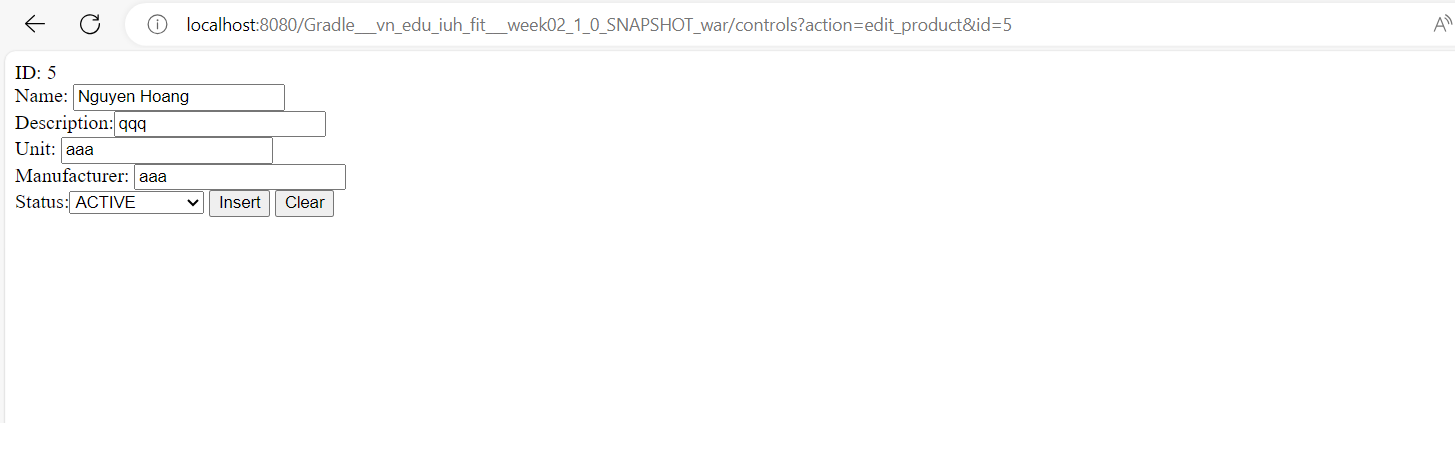 localhost:8080/Gradle___vn_edu_iuh_fit___week02_1_0_SNAPSHOT_war/controls?action=edit_product&id=5
ID: 5
Name: Nguyen Hoang
Description: qqq
Unit: aaa
Manufacturer: aaa
Status: ACTIVE Insert Clear